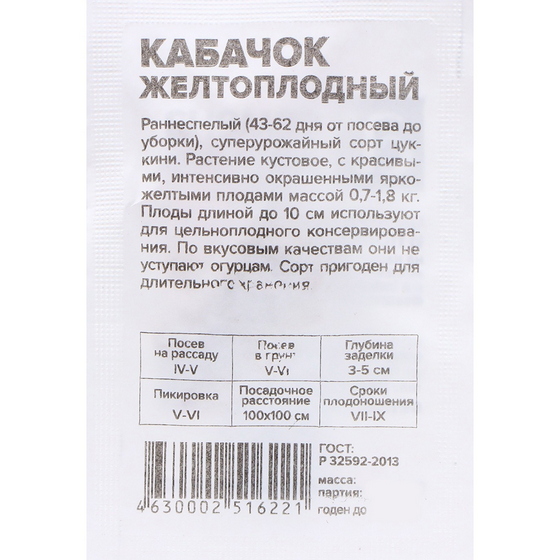 КАБАЧОК
ЖЕЛТОПЛОДНЫЙ
Раннеспелый (43-62 дня от посева до
уборки), суперурожайный сорт цук-
кини. Растение кустовое, с красивы-
ми, интенсивно окрашенными ярко-
желтыми плодами массой 0,7-1,8 кг.
Плоды длиной до 10 см используют
для цельноплодного консервирова-
ния. По вкусовым качествам они не
уступают огурцам. Сорт пригоден для
длительного хранения.
Посев на рассаду IV-V
Посев в грунт V-VI
Глубина заделки 3-5 см
Пикировка V-VI
Посадочное расстояние 100x100 см
Сроки плодоношения VII-IX
ГОСТ:
Р 32592-2013
масса:
партия:
годен до
4 630002 516221